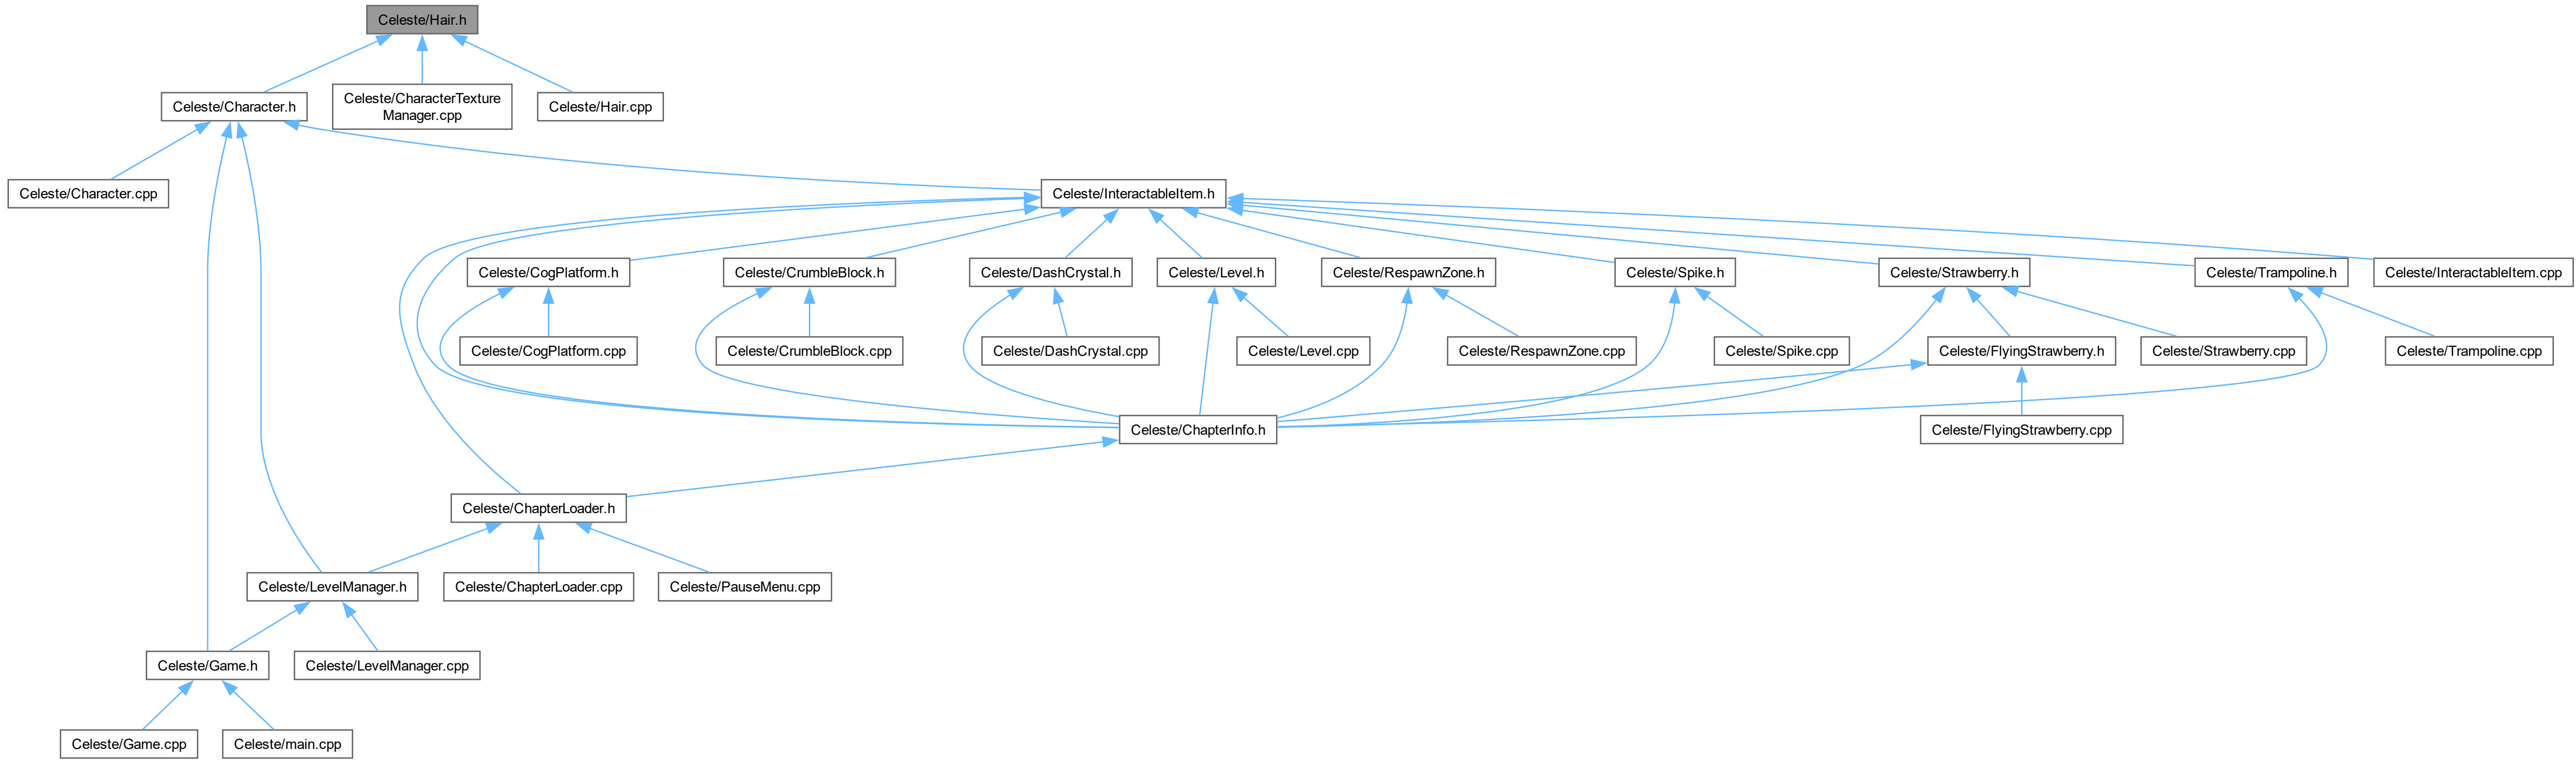 Celeste/Hair.h
Celeste/Character.h
Celeste/CharacterTexture
Manager.cpp
Celeste/Hair.cpp
Celeste/Character.cpp
Celeste/InteractableItem.h
Celeste/CogPlatform.h
Celeste/CrumbleBlock.h
Celeste/DashCrystal.h
Celeste/Level.h
Celeste/RespawnZone.h
Celeste/Spike.h
Celeste/Strawberry.h
Celeste/Trampoline.h
Celeste/InteractableItem.cpp
Celeste/CogPlatform.cpp
Celeste/CrumbleBlock.cpp
Celeste/DashCrystal.cpp
Celeste/Level.cpp
Celeste/RespawnZone.cpp
Celeste/Spike.cpp
Celeste/FlyingStrawberry.h
Celeste/Strawberry.cpp
Celeste/Trampoline.cpp
Celeste/ChapterInfo.h
Celeste/FlyingStrawberry.cpp
Celeste/ChapterLoader.h
Celeste/LevelManager.h
Celeste/ChapterLoader.cpp
Celeste/PauseMenu.cpp
Celeste/Game.h
Celeste/LevelManager.cpp
Celeste/Game.cpp
Celeste/main.cpp